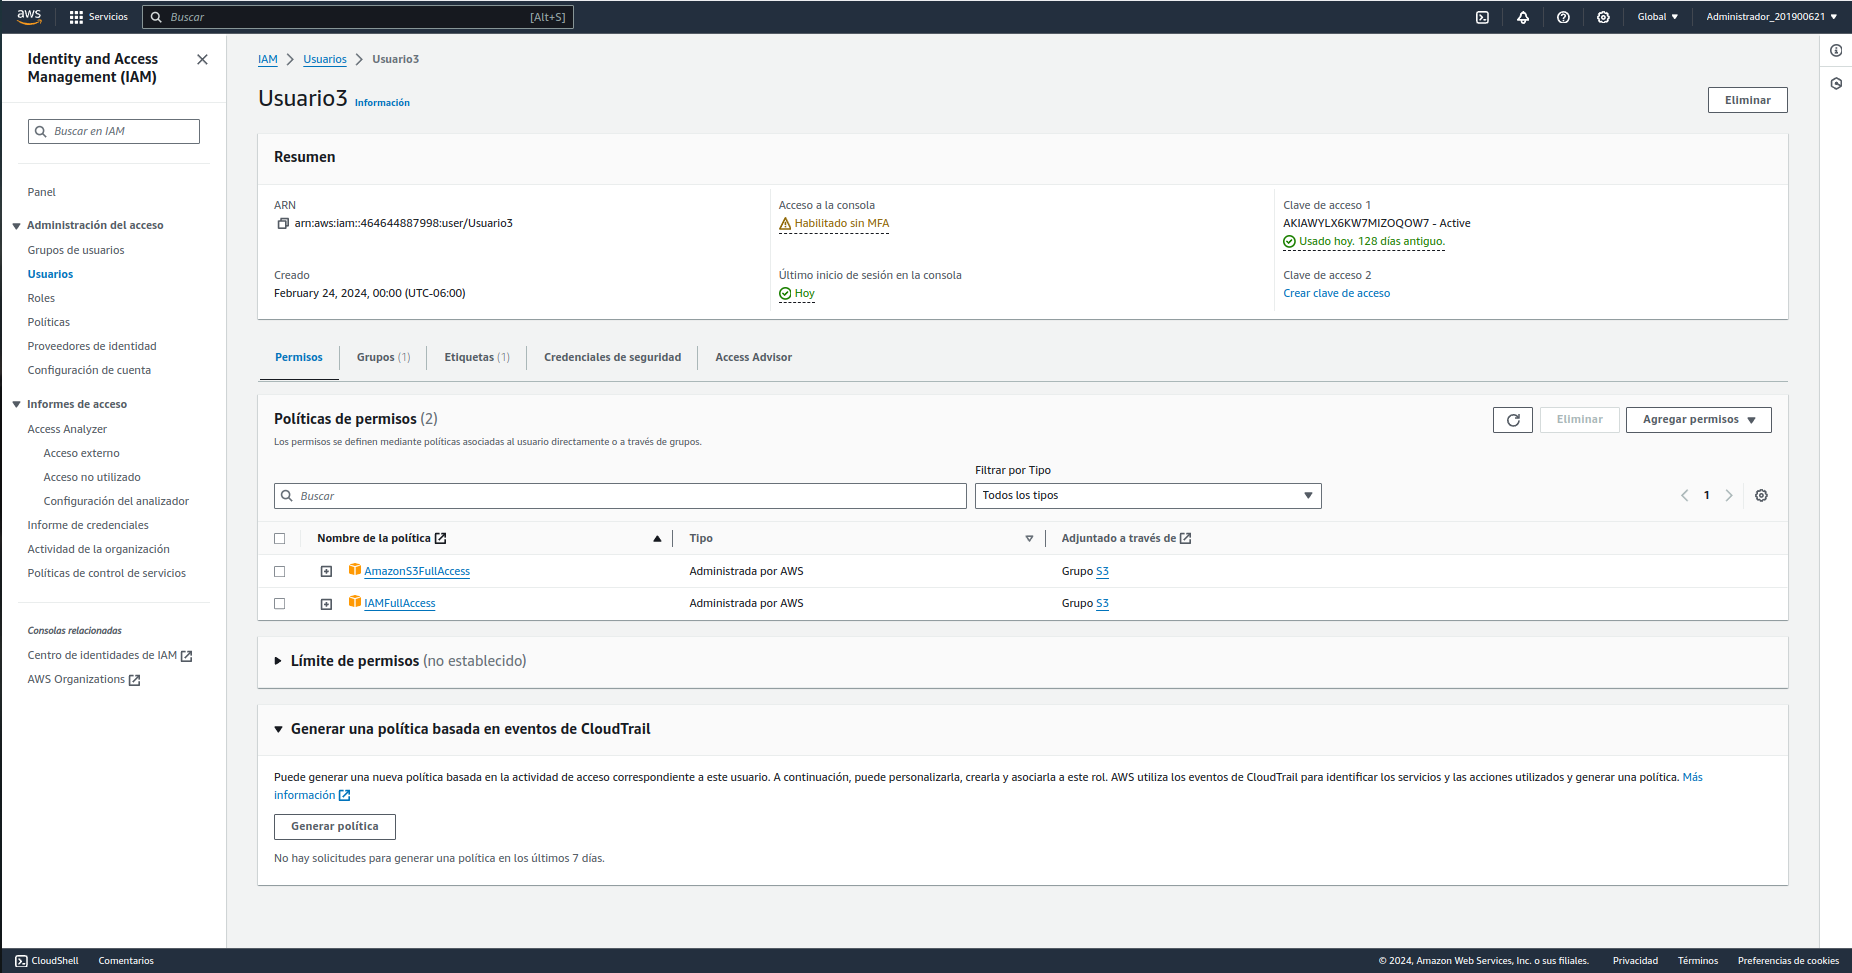 aws
Servicios
Buscar
[Alt+S]
Global
Administrador_201900621
Identity and Access
Management (IAM)
Buscar en IAM
Panel
Administración del acceso
Grupos de usuarios
Usuarios
Roles
Políticas
Proveedores de identidad
Configuración de cuenta
Informes de acceso
Access Analyzer
Acceso externo
Acceso no utilizado
Configuración del analizador
Informe de credenciales
Actividad de la organización
Políticas de control de servicios
Consolas relacionadas
Centro de identidades de IAM
AWS Organizations
IAM
Usuarios
Usuario3
Usuario3
Información
Eliminar
Resumen
ARN
arn:aws:iam::464644887998:user/Usuario3
Creado
February 24, 2024, 00:00 (UTC-06:00)
Acceso a la consola
Habilitado sin MFA
Último inicio de sesión en la consola
Hoy
Clave de acceso 1
AKIAWYLX6KW7MIZOQOW7 - Active
Usado hoy. 128 días antiguo.
Clave de acceso 2
Crear clave de acceso
Permisos
Grupos (1)
Etiquetas (1)
Credenciales de seguridad
Access Advisor
Políticas de permisos (2)
Los permisos se definen mediante políticas asociadas al usuario directamente o a través de grupos.
Eliminar
Agregar permisos
Filtrar por Tipo
Buscar
Todos los tipos
1
Nombre de la política
Tipo
Adjuntado a través de
AmazonS3FullAccess
Administrada por AWS
Grupo S3
IAMFullAccess
Administrada por AWS
Grupo S3
Límite de permisos (no establecido)
Generar una política basada en eventos de CloudTrail
Puede generar una nueva política basada en la actividad de acceso correspondiente a este usuario. A continuación, puede personalizarla, crearla y asociarla a este rol. AWS utiliza los eventos de CloudTrail para identificar los servicios y las acciones utilizados y generar una política. Más
información
Generar política
No hay solicitudes para generar una política en los últimos 7 días.
CloudShell
Comentarios
© 2024, Amazon Web Services, Inc. o sus filiales.
Privacidad
Términos
Preferencias de cookies